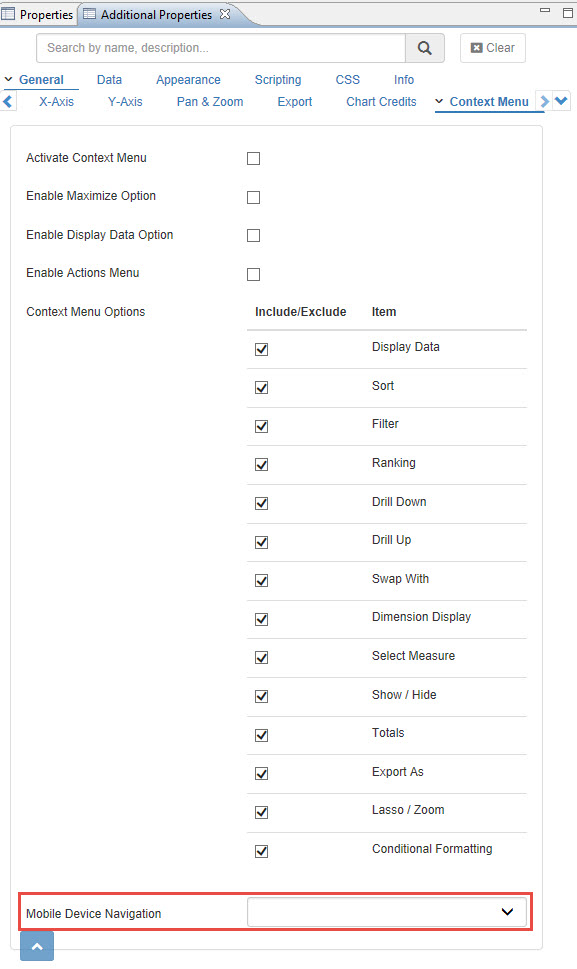 Properties Additional Properties
Search by name, description... Clear
General Data Appearance Scripting CSS Info
X-Axis Y-Axis Pan & Zoom Export Chart Credits Context Menu
Activate Context Menu
Enable Maximize Option
Enable Display Data Option
Enable Actions Menu
Context Menu Options Include/Exclude Item
Display Data
Sort
Filter
Ranking
Drill Down
Drill Up
Swap With
Dimension Display
Select Measure
Show / Hide
Totals
Export As
Lasso / Zoom
Conditional Formatting
Mobile Device Navigation